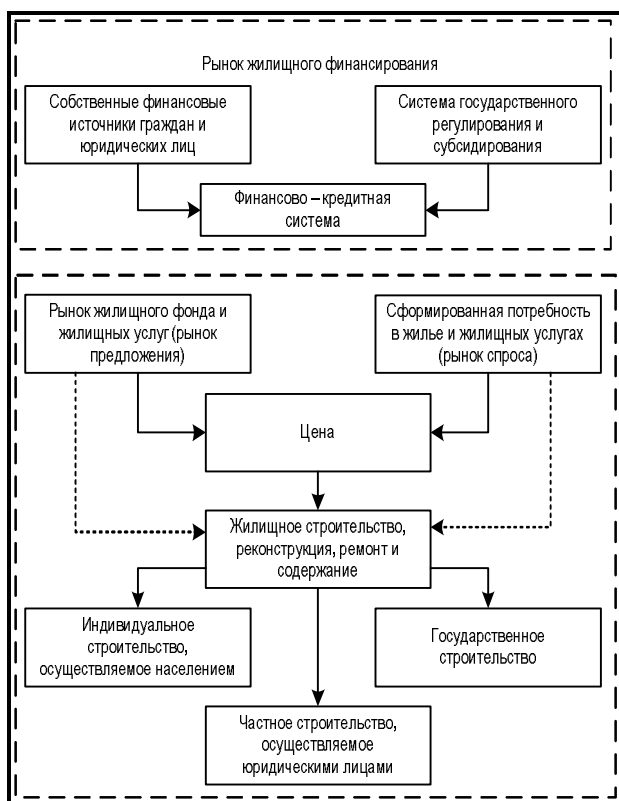 Рынок жилищного финансирования
Собственные финансовые
источники граждан и
юридических лиц
Система государственного
регулирования и
субсидирования
Финансово – кредитная
система
Рынок жилищного фонда и
жилищных услуг (рынок
предложения)
Сформированная потребность
в жилье и жилищных услугах
(рынок спроса)
Цена
Жилищное строительство,
реконструкция, ремонт и
содержание
Индивидуальное
строительство,
осуществляемое населением
Государственное
строительство
Частное строительство,
осуществляемое
юридическими лицами